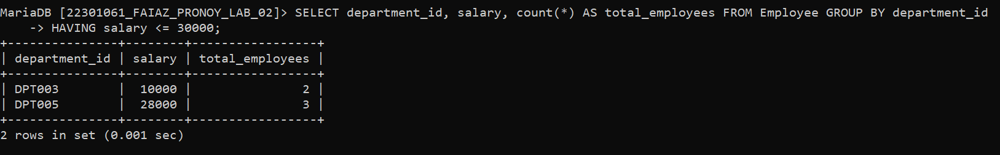 MariaDB [22301061_FAIAZ_PRONOY_LAB_02]> SELECT department_id, salary, count(*) AS total_employees FROM Employee GROUP BY department_id
    -> HAVING salary <= 30000;
+---------------+--------+-----------------+
| department_id | salary | total_employees |
+---------------+--------+-----------------+
| DPT003        |  10000 |               2 |
| DPT005        |  28000 |               3 |
+---------------+--------+-----------------+
2 rows in set (0.001 sec)